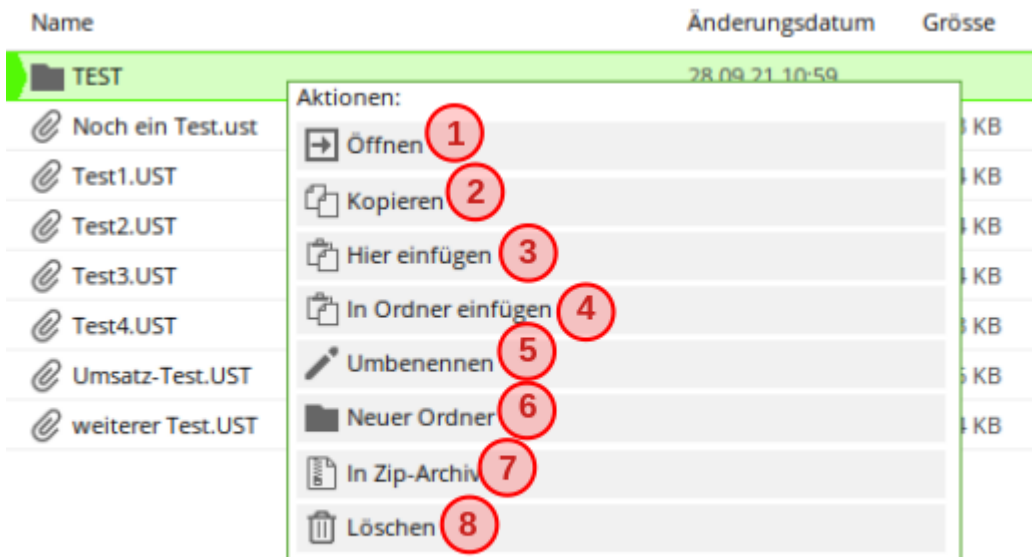 Name Änderungsdatum Grösse
TEST 28.09.21 10:59
Aktionen:
Noch ein Test.ust KB
Öffnen 1
Test1.UST KB
Kopieren 2
Test2.UST KB
Hier einfügen 3
Test3.UST KB
In Ordner einfügen 4
Test4.UST KB
Umbenennen 5
Umsatz-Test.UST KB
Neuer Ordner 6
weiterer Test.UST KB
In Zip-Archiv 7
Löschen 8